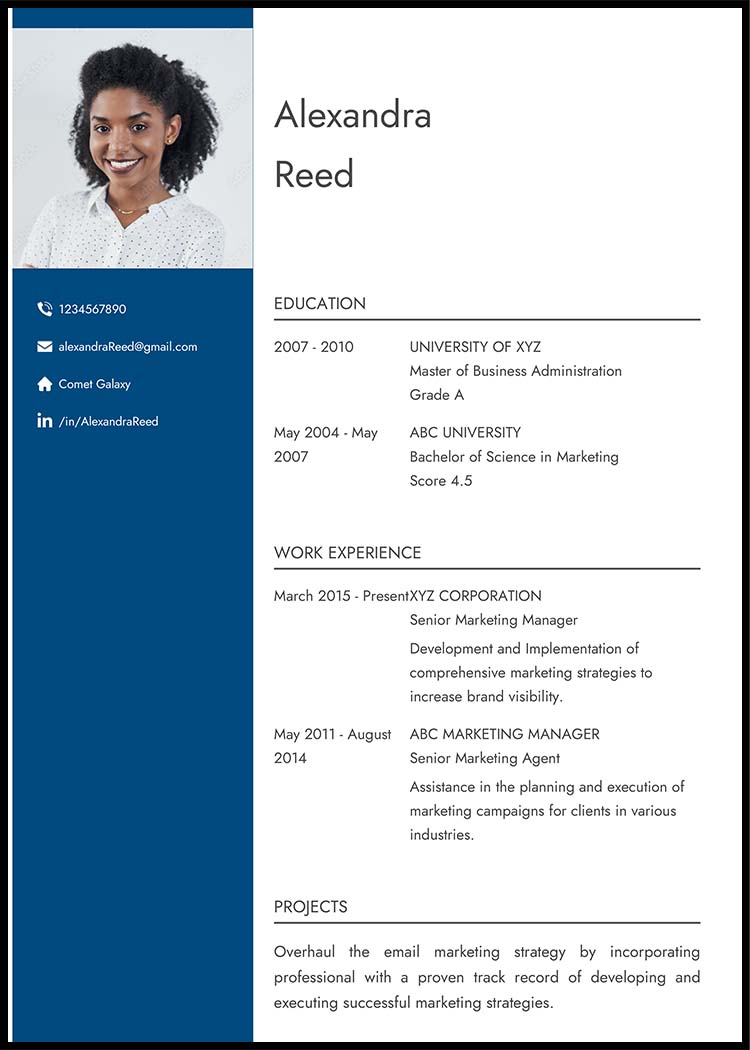 Alexandra
Reed
1234567890
alexandraReed@gmail.com
Comet Galaxy
in /in/AlexandraReed
EDUCATION
2007 - 2010 UNIVERSITY OF XYZ
Master of Business Administration
Grade A
May 2004 - May ABC UNIVERSITY
2007 Bachelor of Science in Marketing
Score 4.5
WORK EXPERIENCE
March 2015 - Present XYZ CORPORATION
Senior Marketing Manager
Development and Implementation of
comprehensive marketing strategies to
increase brand visibility.
May 2011 - August ABC MARKETING MANAGER
2014 Senior Marketing Agent
Assistance in the planning and execution of
marketing campaigns for clients in various
industries.
PROJECTS
Overhaul the email marketing strategy by incorporating
professional with a proven track record of developing and
executing successful marketing strategies.